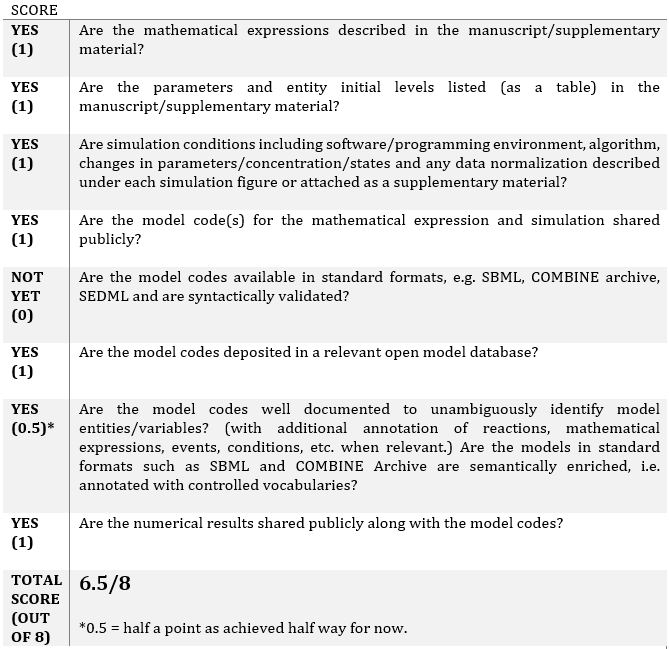 SCORE
YES Are the mathematical expressions described in the manuscript/supplementary
(1) material?
YES Are the parameters and entity initial levels listed (as a table) in the
(1) manuscript/supplementary material?
YES Are simulation conditions including software/programming environment, algorithm,
(1) changes in parameters/concentration/states and any data normalization described
under each simulation figure or attached as a supplementary material?
YES Are the model code(s) for the mathematical expression and simulation shared
(1) publicly?
NOT Are the model codes available in standard formats, e.g. SBML, COMBINE archive,
YET SEDML and are syntactically validated?
(0)
YES Are the model codes deposited in a relevant open model database?
(1)
YES Are the model codes well documented to unambiguously identify model
(0.5)* entities/variables? (with additional annotation of reactions, mathematical
expressions, events, conditions, etc. when relevant.) Are the models in standard
formats such as SBML and COMBINE Archive are semantically enriched, i.e.
annotated with controlled vocabularies?
YES Are the numerical results shared publicly along with the model codes?
(1)
TOTAL 6.5/8
SCORE
(OUT *0.5 = half a point as achieved half way for now.
OF 8)